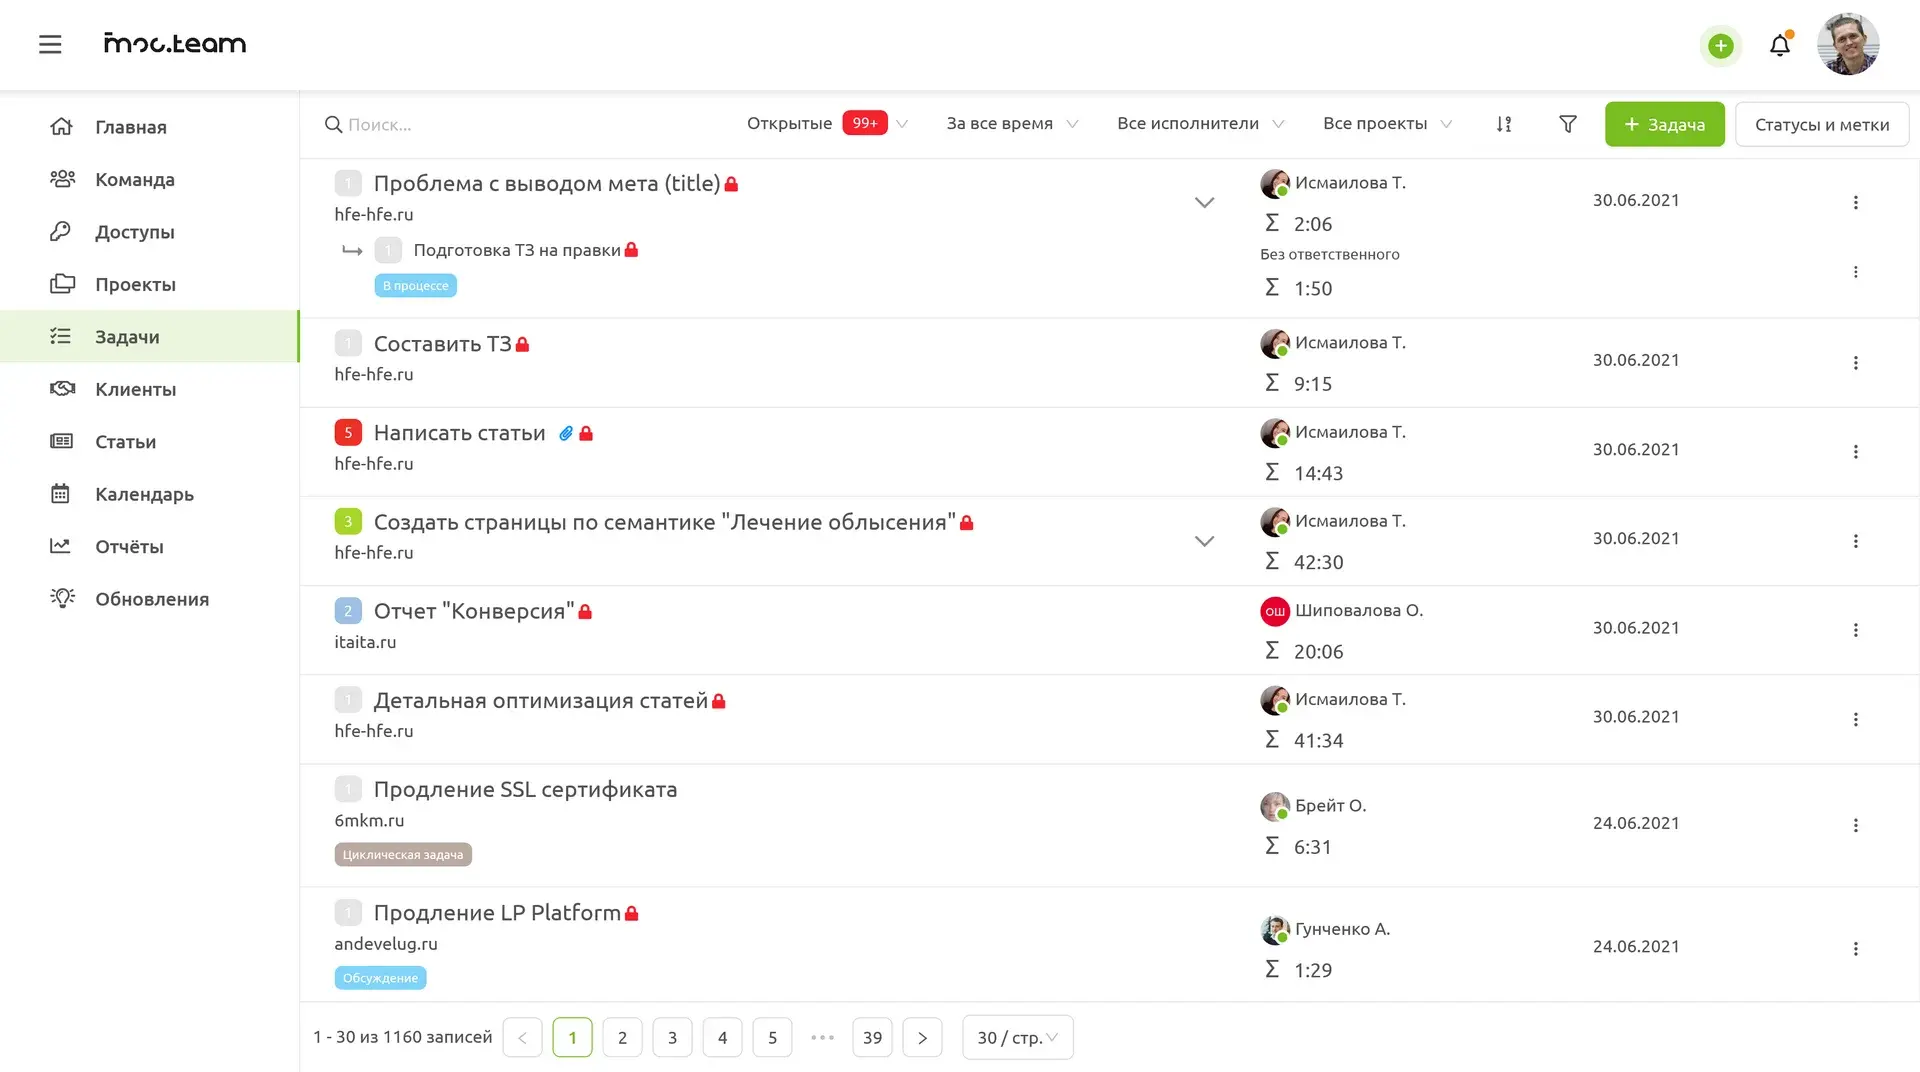 moc.team
Главная
Команда
Доступы
Проекты
Задачи
Клиенты
Статьи
Календарь
Отчёты
Обновления
Поиск...
Открытые 99+
За все время
Все исполнители
Все проекты
+ Задача
Статусы и метки
1 Проблема с выводом мета (title)
hfe-hfe.ru
Исмаилова Т.
Σ 2:06
30.06.2021
1 Подготовка ТЗ на правки
В процессе
Без ответственного
Σ 1:50
1 Составить ТЗ
hfe-hfe.ru
Исмаилова Т.
Σ 9:15
30.06.2021
5 Написать статьи
hfe-hfe.ru
Исмаилова Т.
Σ 14:43
30.06.2021
3 Создать страницы по семантике "Лечение облысения"
hfe-hfe.ru
Исмаилова Т.
Σ 42:30
30.06.2021
2 Отчет "Конверсия"
itaita.ru
ОШ Шиповалова О.
Σ 20:06
30.06.2021
1 Детальная оптимизация статей
hfe-hfe.ru
Исмаилова Т.
Σ 41:34
30.06.2021
1 Продление SSL сертификата
6mkm.ru
Циклическая задача
Брейт О.
Σ 6:31
24.06.2021
1 Продление LP Platform
andevelug.ru
Обсуждение
Гунченко А.
Σ 1:29
24.06.2021
1 - 30 из 1160 записей < 1 2 3 4 5 ••• 39 > 30 / стр.